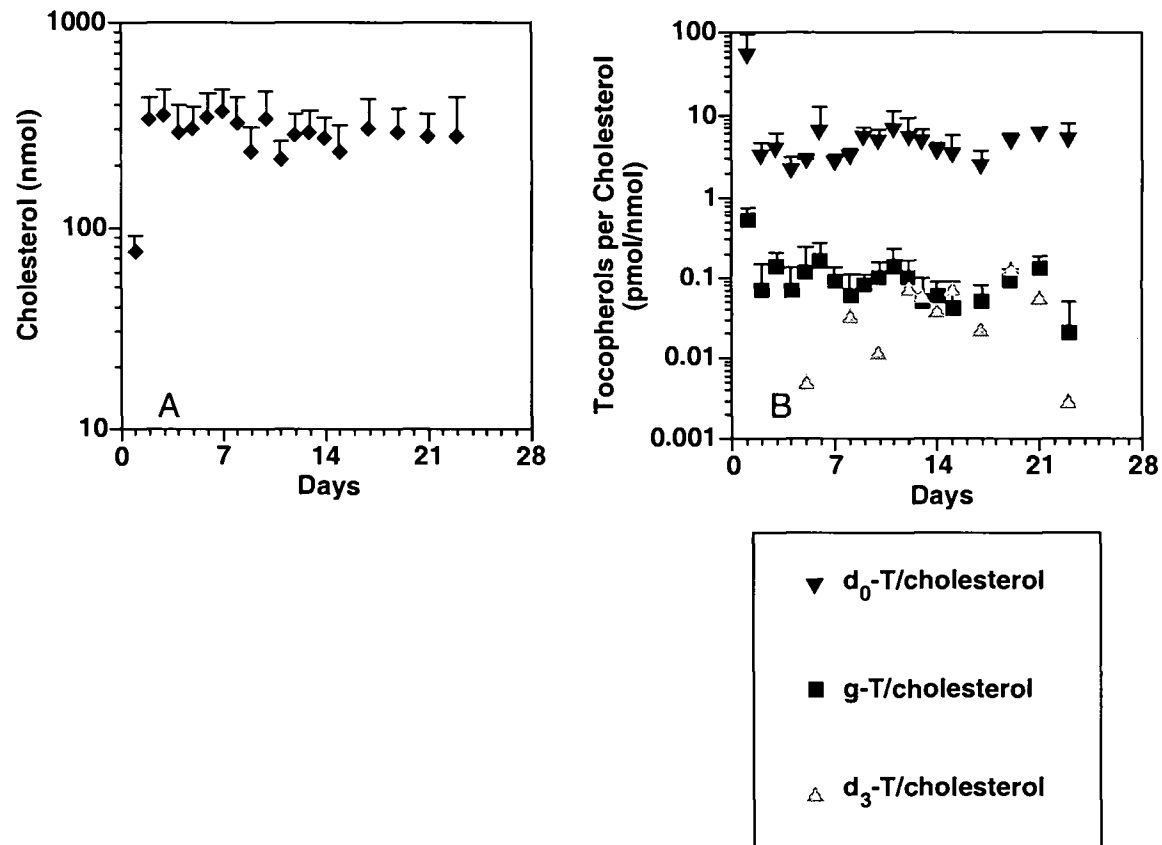 1000
100
10
Cholesterol (nmol)
A
0 7 14 21 28
Days
100
10
1
0.1
0.01
0.001
Tocopherols per Cholesterol
(pmol/nmol)
B
0 7 14 21 28
Days
d0-T/cholesterol
g-T/cholesterol
d3-T/cholesterol